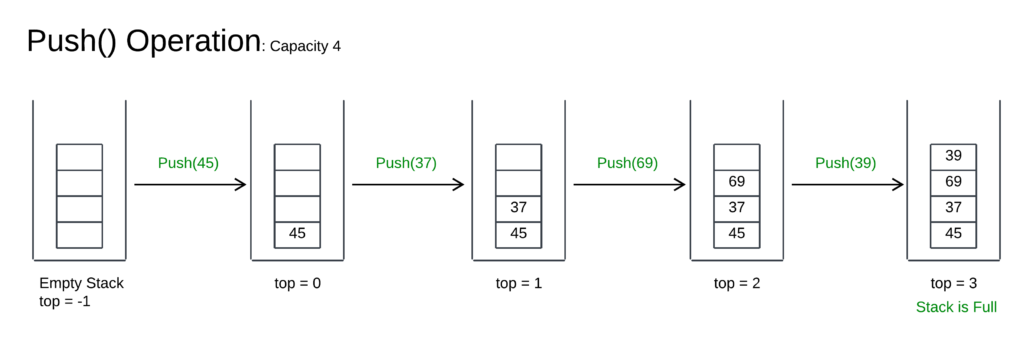 Push() Operation: Capacity 4
Push(45)
Push(37)
Push(69)
Push(39)
45
37
45
69
37
45
39
69
37
45
Empty Stack
top = -1
top = 0
top = 1
top = 2
top = 3
Stack is Full